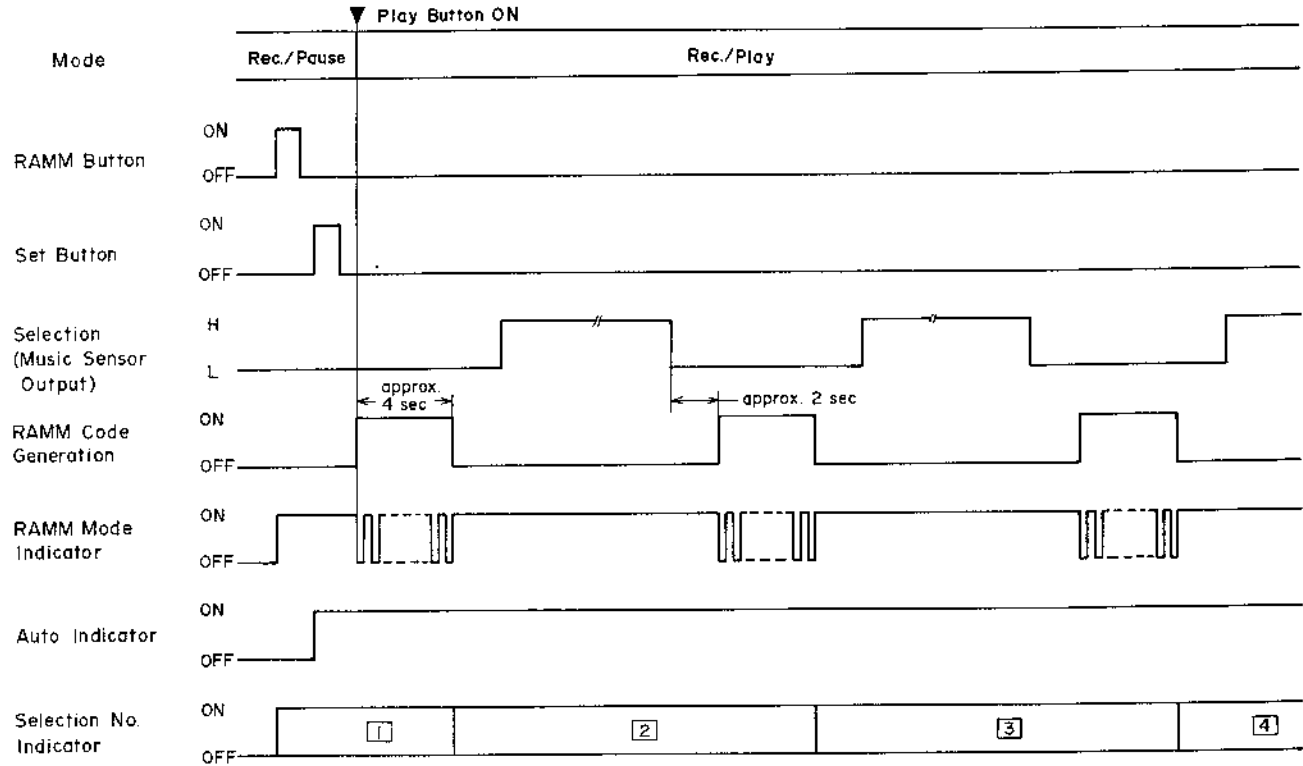 Play Button ON
Mode
Rec./Pause
Rec./Play
RAMM Button
ON
OFF
Set Button
ON
OFF
Selection
(Music Sensor
Output)
H
L
approx.
4 sec
approx. 2 sec
RAMM Code
Generation
ON
OFF
RAMM Mode
Indicator
ON
OFF
Auto Indicator
ON
OFF
Selection No.
Indicator
ON
OFF
1
2
3
4